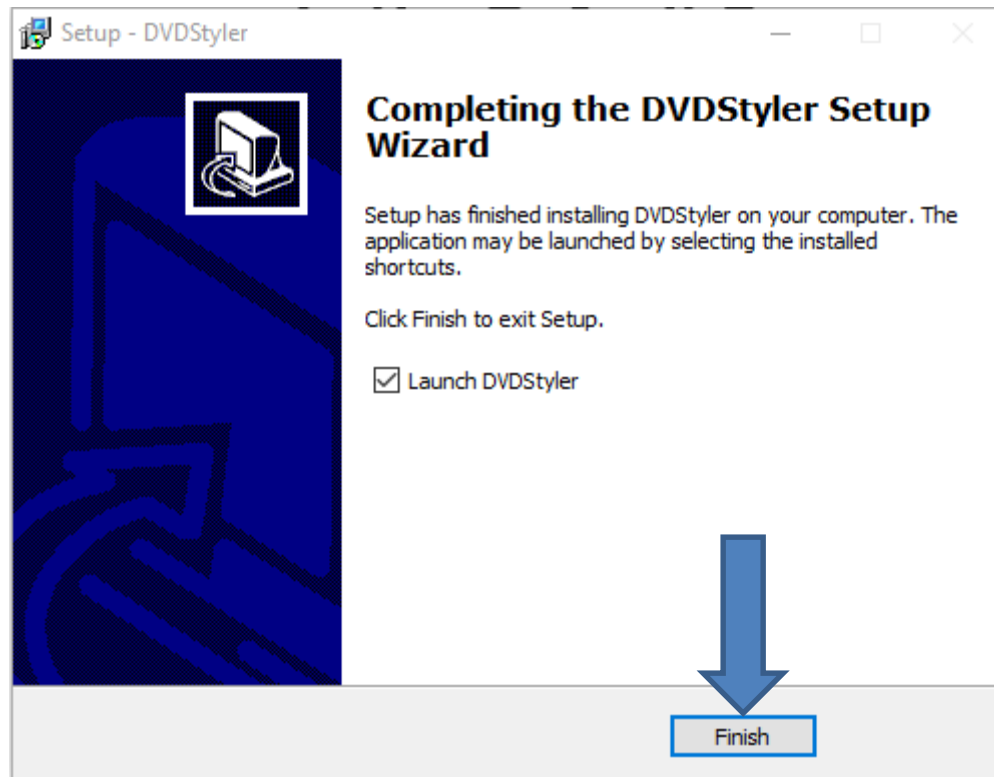 Setup - DVDStyler
Completing the DVDStyler Setup
Wizard
Setup has finished installing DVDStyler on your computer. The
application may be launched by selecting the installed
shortcuts.
Click Finish to exit Setup.
Launch DVDStyler
Finish